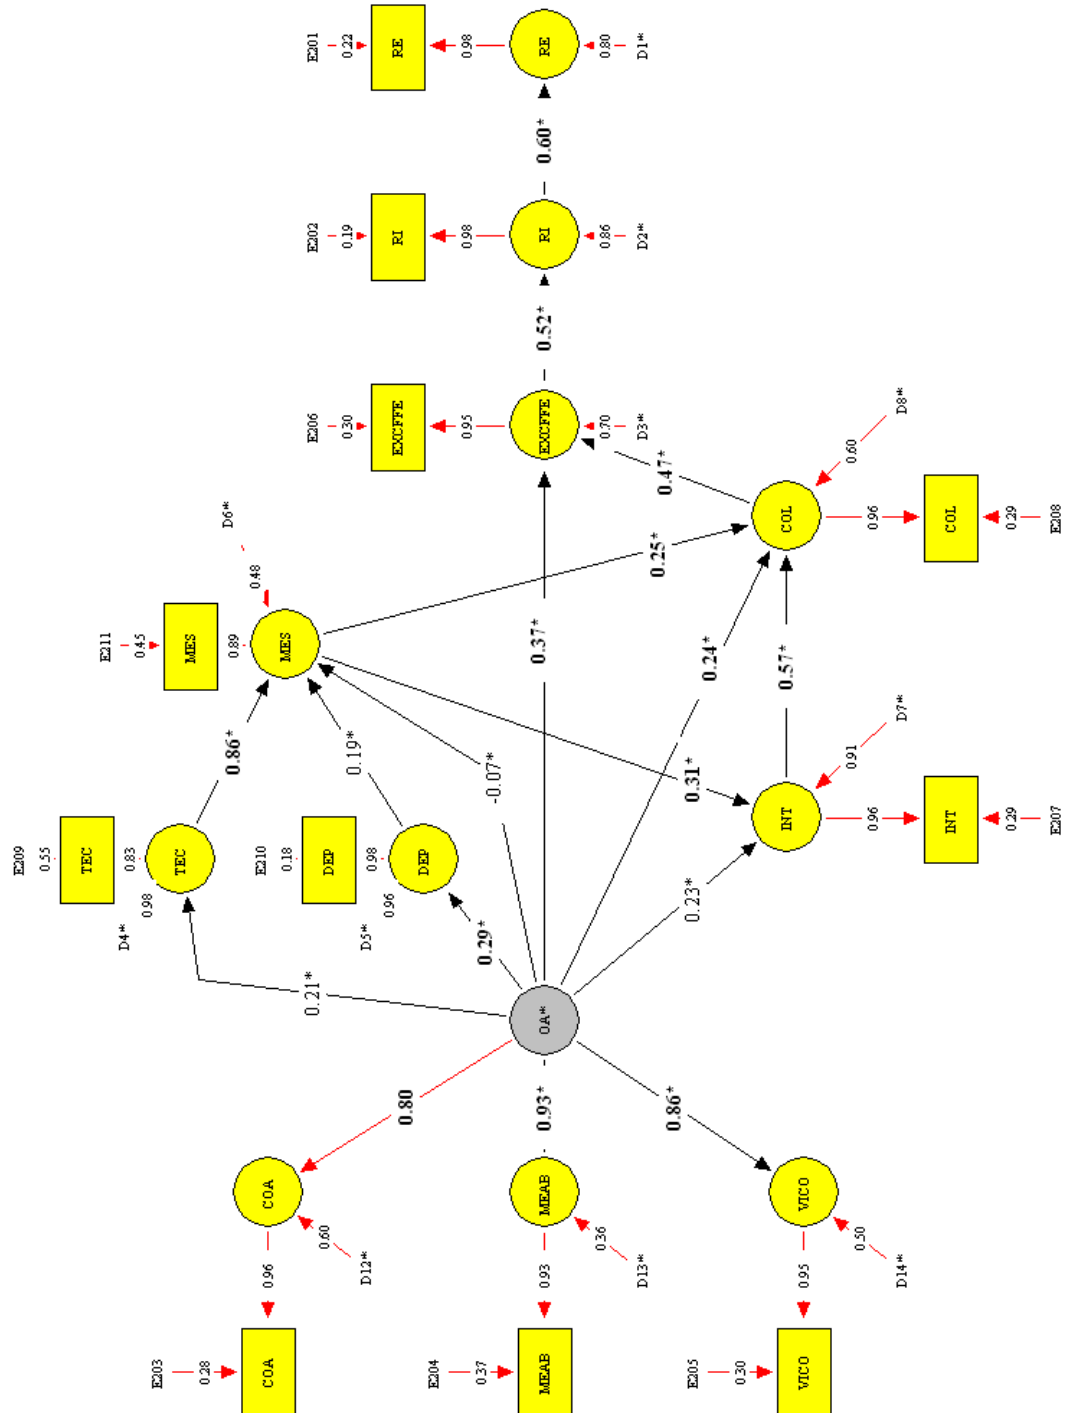 E201
0.22
RE
0.98
RE
0.80
D1*
0.60*
E202
0.19
RI
0.98
RI
0.86
D2*
0.52*
E206
0.30
EXCFFE
0.95
EXCFFE
0.70
D3*
0.47*
D8*
0.60
COL
0.96
COL
0.29
E208
D6*
0.48
E211
0.45
MES
0.89
MES
0.25*
0.37*
0.24*
0.57*
0.86*
0.19*
-0.07*
0.31*
D7*
0.91
INT
0.96
INT
0.29
E207
E209
0.55
TEC
0.83
TEC
0.98
D4*
E210
0.18
DEP
0.98
DEP
0.96
D5*
0.29*
0.23*
0.21*
OA*
0.80
0.93*
0.86*
COA
0.60
D12*
0.96
E203
0.28
COA
MEAB
0.36
D13*
0.93
E204
0.37
MEAB
VICO
0.50
D14*
0.95
E205
0.30
VICO